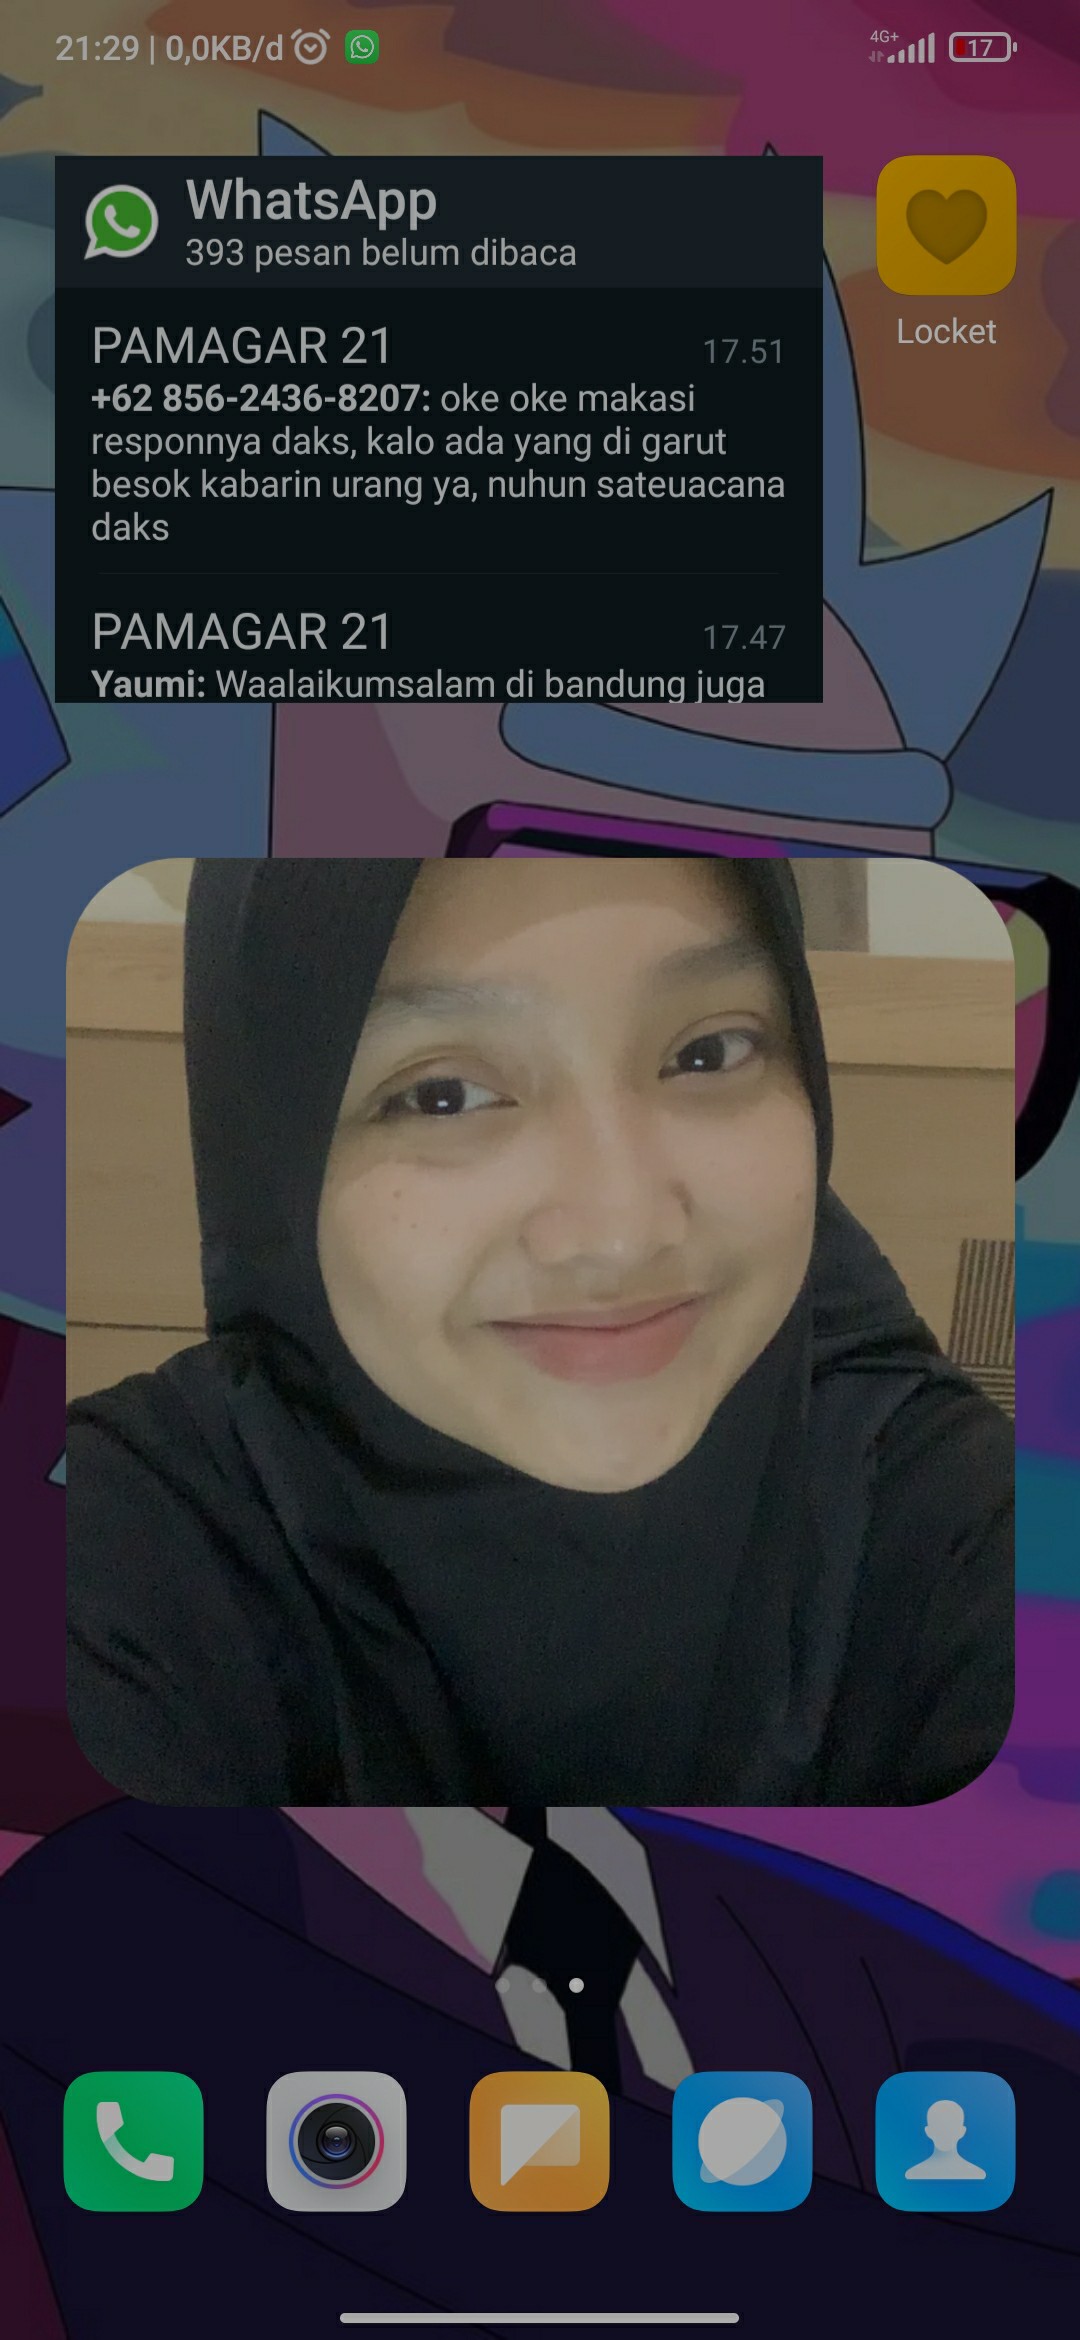 21:29 | 0,0KB/d
4G+
17
WhatsApp
393 pesan belum dibaca
PAMAGAR 21
17.51
+62 856-2436-8207: oke oke makasi
responnya daks, kalo ada yang di garut
besok kabarin urang ya, nuhun sateuacana
daks
PAMAGAR 21
17.47
Yaumi: Waalaikumsalam di bandung juga
Locket